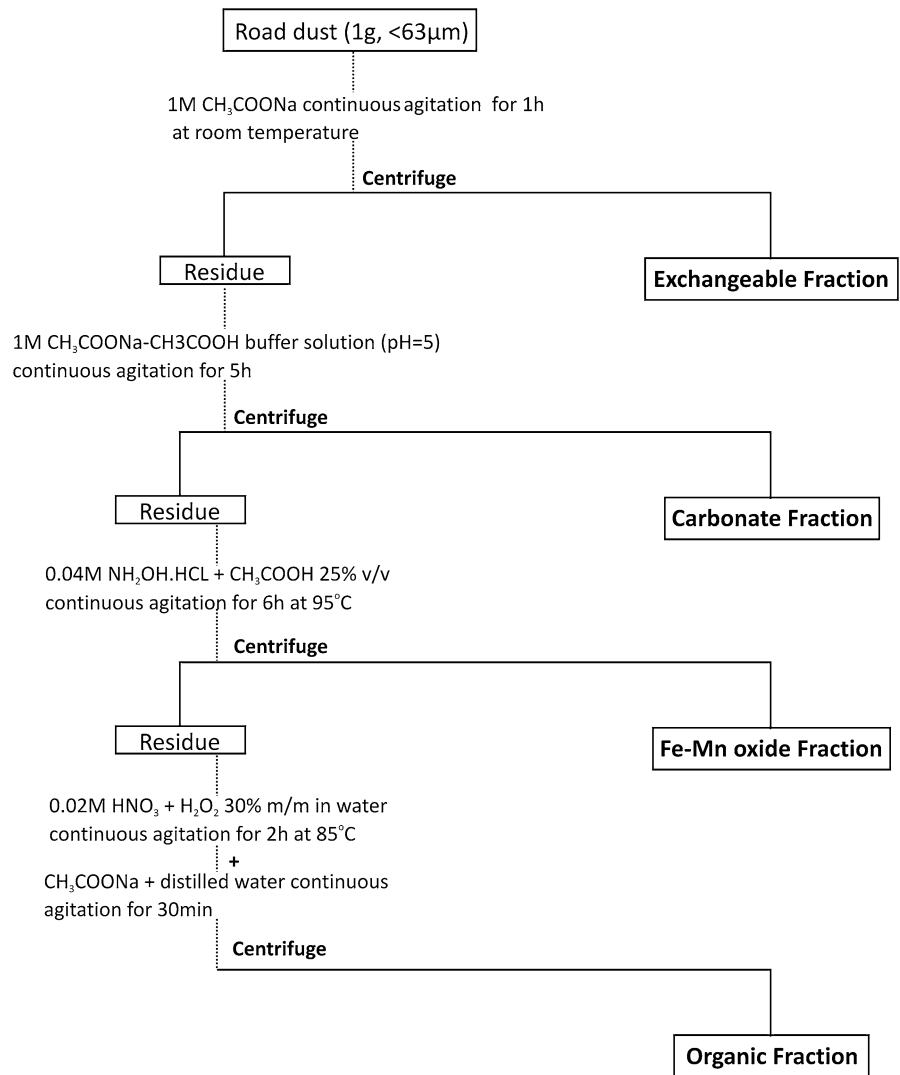 Road dust (1g, <63µm)
1M CH₃COONa continuous agitation for 1h
at room temperature
Centrifuge
Residue
Exchangeable Fraction
1M CH₃COONa-CH3COOH buffer solution (pH=5)
continuous agitation for 5h
Centrifuge
Residue
Carbonate Fraction
0.04M NH₂OH.HCL + CH₃COOH 25% v/v
continuous agitation for 6h at 95°C
Centrifuge
Residue
Fe-Mn oxide Fraction
0.02M HNO₃ + H₂O₂ 30% m/m in water
continuous agitation for 2h at 85°C
+
CH₃COONa + distilled water continuous
agitation for 30min
Centrifuge
Organic Fraction